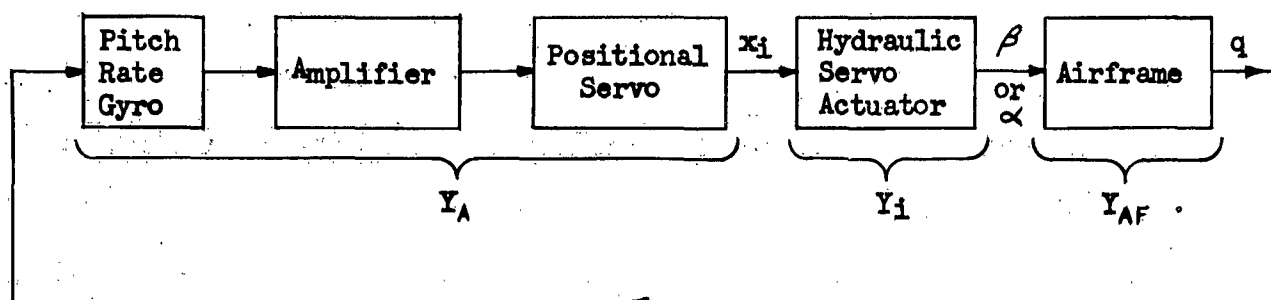 Pitch
Rate
Gyro
Amplifier
Positional
Servo
xi
Hydraulic
Servo
Actuator
β
or
α
Airframe
q
YA
Yi
YAF